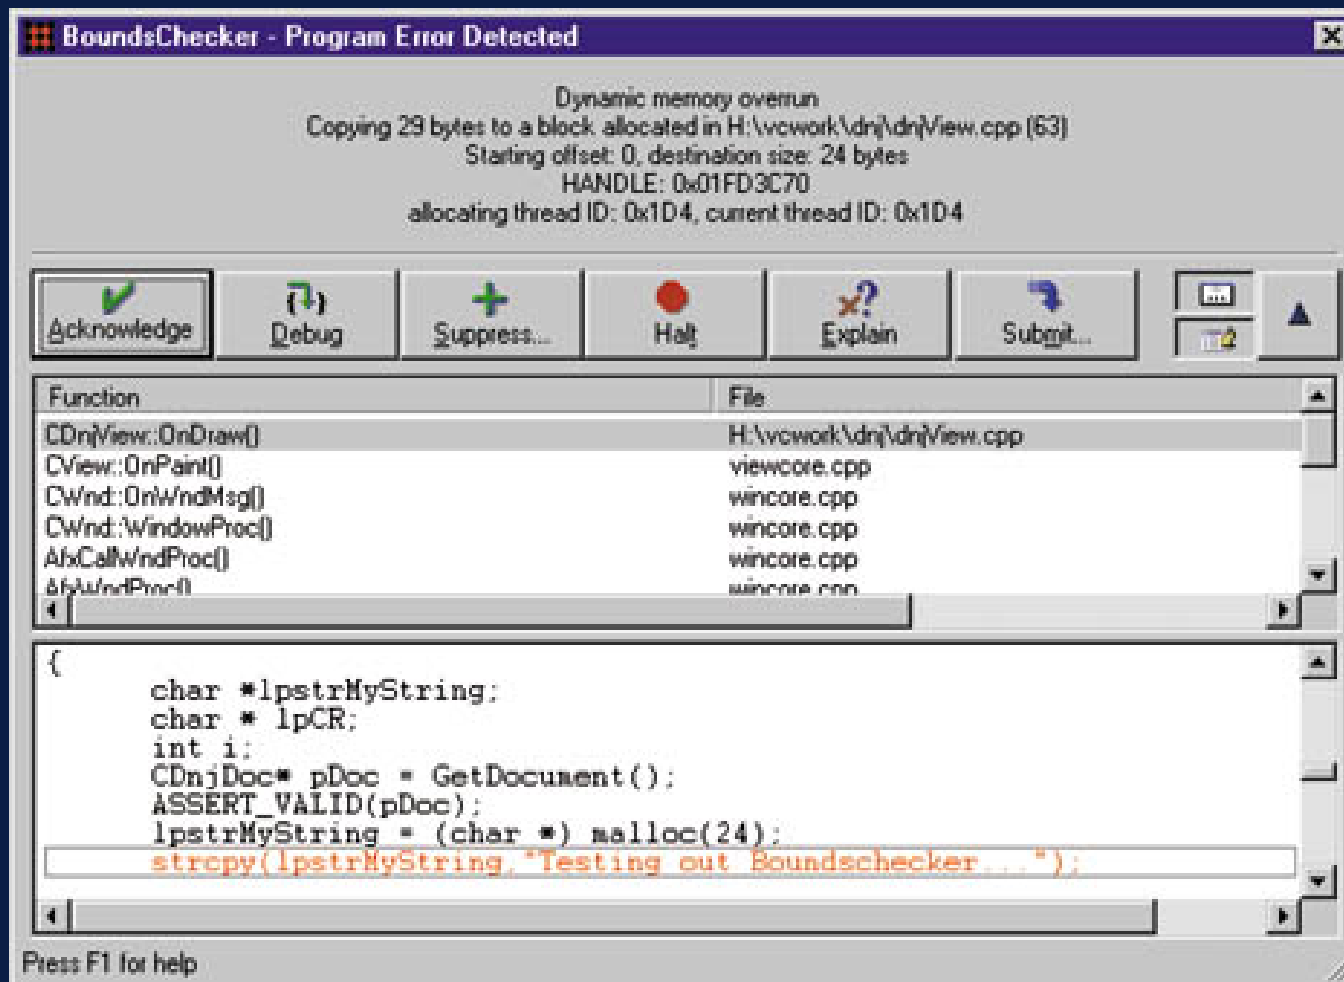 BoundsChecker - Program Error Detected
Dynamic memory overrun
Copying 29 bytes to a block allocated in H:\vcwork\dnj\dnjView.cpp (63)
Starting offset: 0, destination size: 24 bytes
HANDLE: 0x01FD3C70
allocating thread ID: 0x1D4, current thread ID: 0x1D4
Acknowledge Debug Suppress... Halt Explain Submit...
Function File
CDnjView::OnDraw() H:\vcwork\dnj\dnjView.cpp
CView::OnPaint() viewcore.cpp
CWnd::OnWndMsg() wincore.cpp
CWnd::WindowProc() wincore.cpp
AfxCallWndProc() wincore.cpp
AfxWndProc() wincore.cpp
{
char *lpstrMyString;
char * lpCR;
int i;
CDnjDoc* pDoc = GetDocument();
ASSERT_VALID(pDoc);
lpstrMyString = (char *) malloc(24);
strcpy(lpstrMyString,"Testing out Boundschecker...");
Press F1 for help